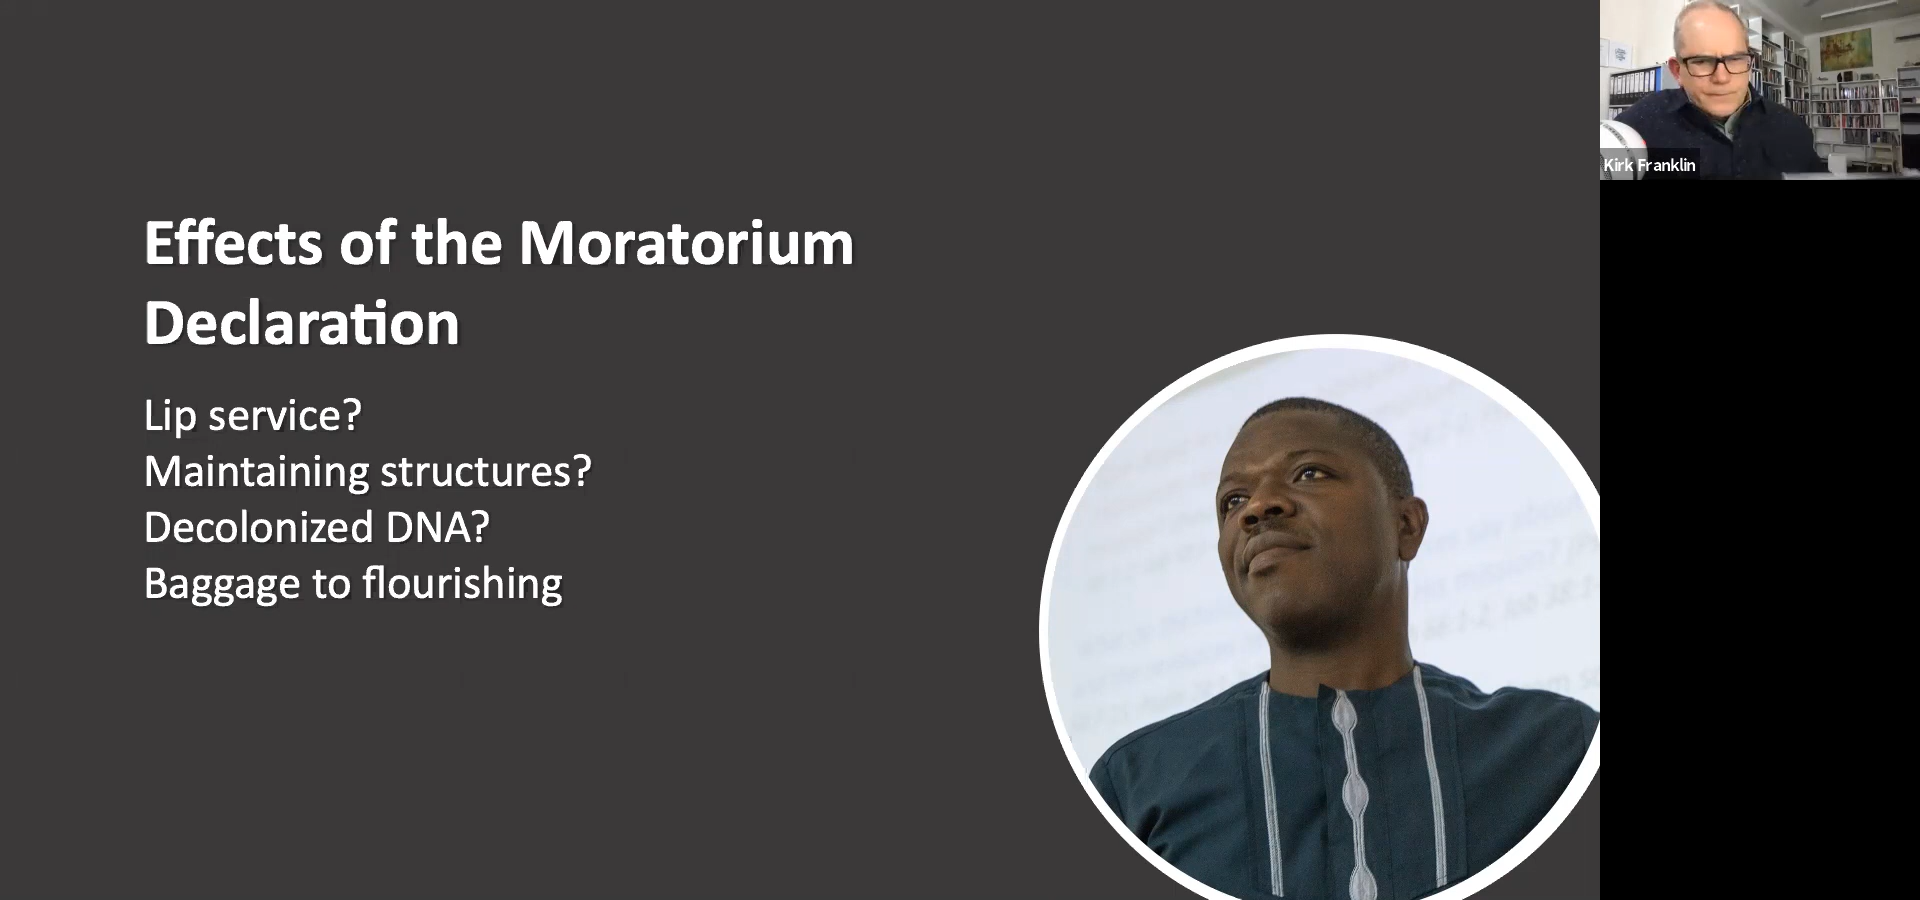 Effects of the Moratorium
Declaration
Lip service?
Maintaining structures?
Decolonized DNA?
Baggage to flourishing
Kirk Franklin